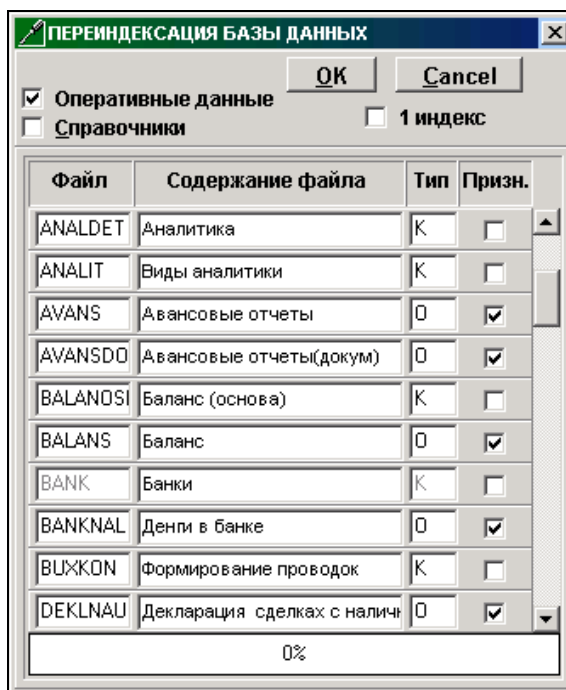 ПЕРЕИНДЕКСАЦИЯ БАЗЫ ДАННЫХ
OK Cancel
Оперативные данные
Справочники 1 индекс
Файл Содержание файла Тип Призн.
ANALDET Аналитика К
ANALIT Виды аналитики К
AVANS Авансовые отчеты О
AVANSDO Авансовые отчеты(докум) О
BALANOSI Баланс (основа) К
BALANS Баланс О
BANK Банки К
BANKNAL Денги в банке О
BUXKON Формирование проводок К
DEKLNAU Декларация сделках с наличн О
0%